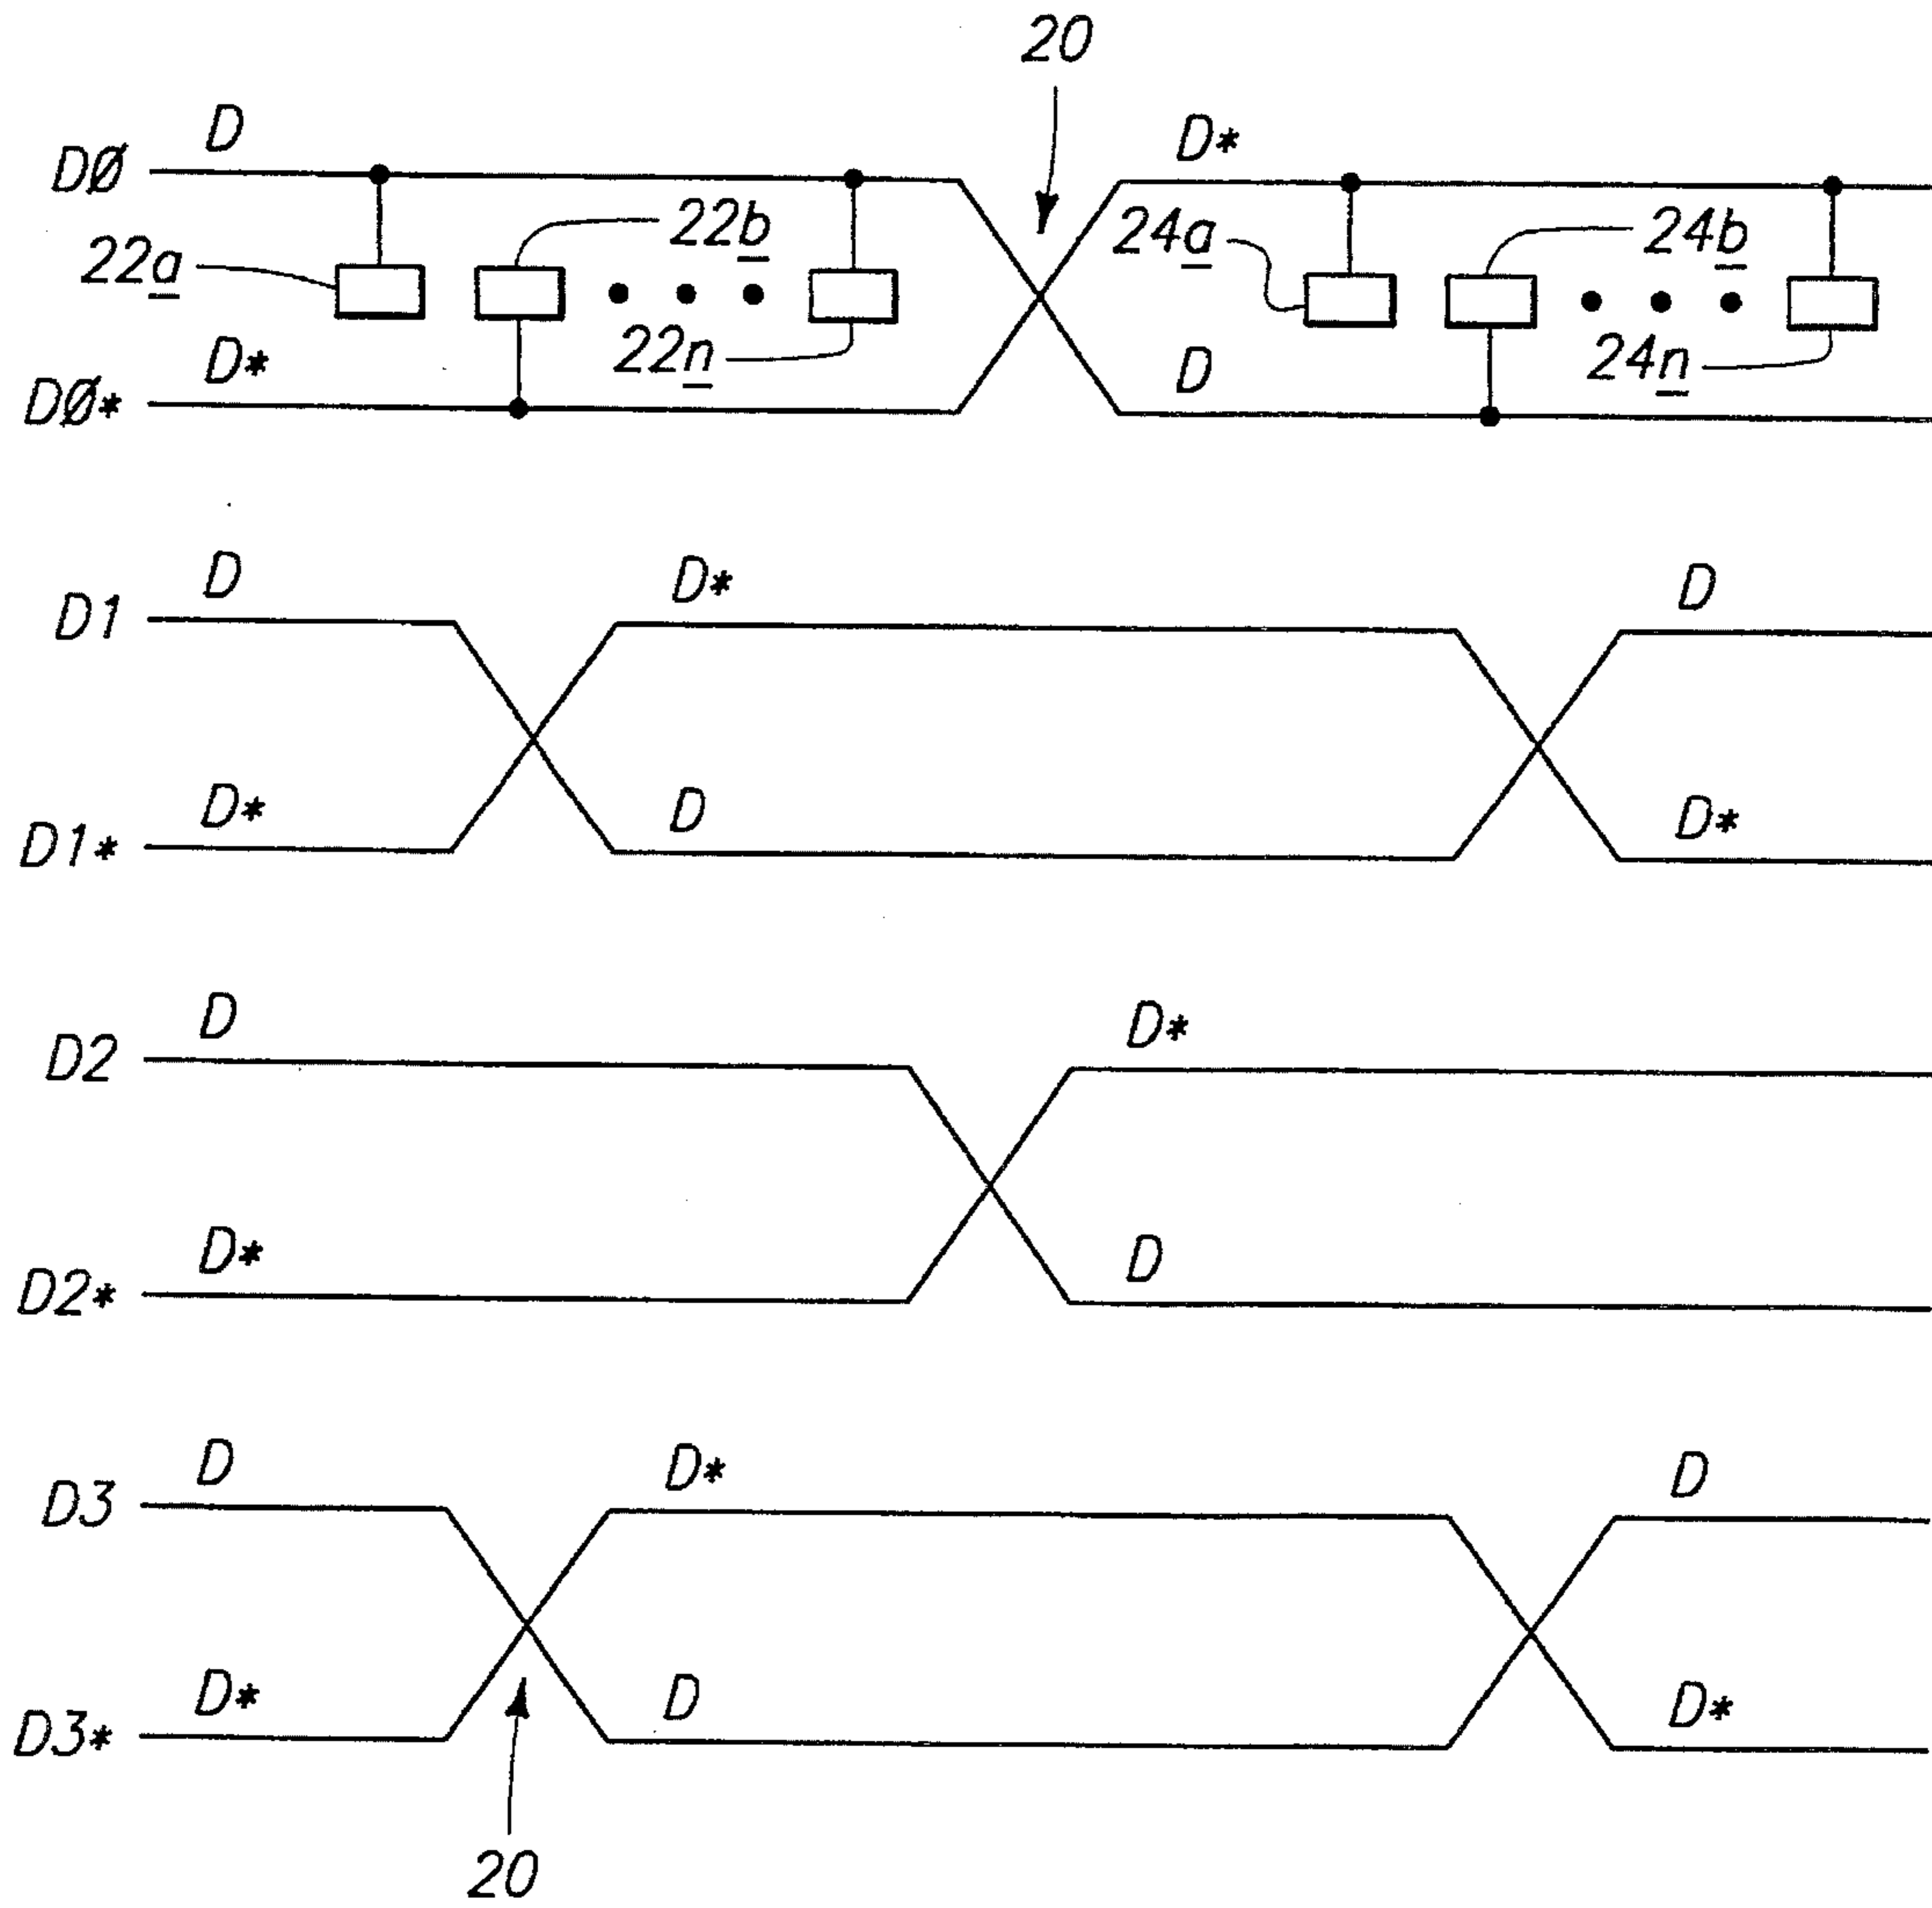 20
D D*
DØ
22a 22b 24a 24b
22n 24n
D* D
DØ*
D D* D
D1
D* D D*
D1*
D D*
D2
D* D
D2*
D D* D
D3
D* D D*
D3*
20